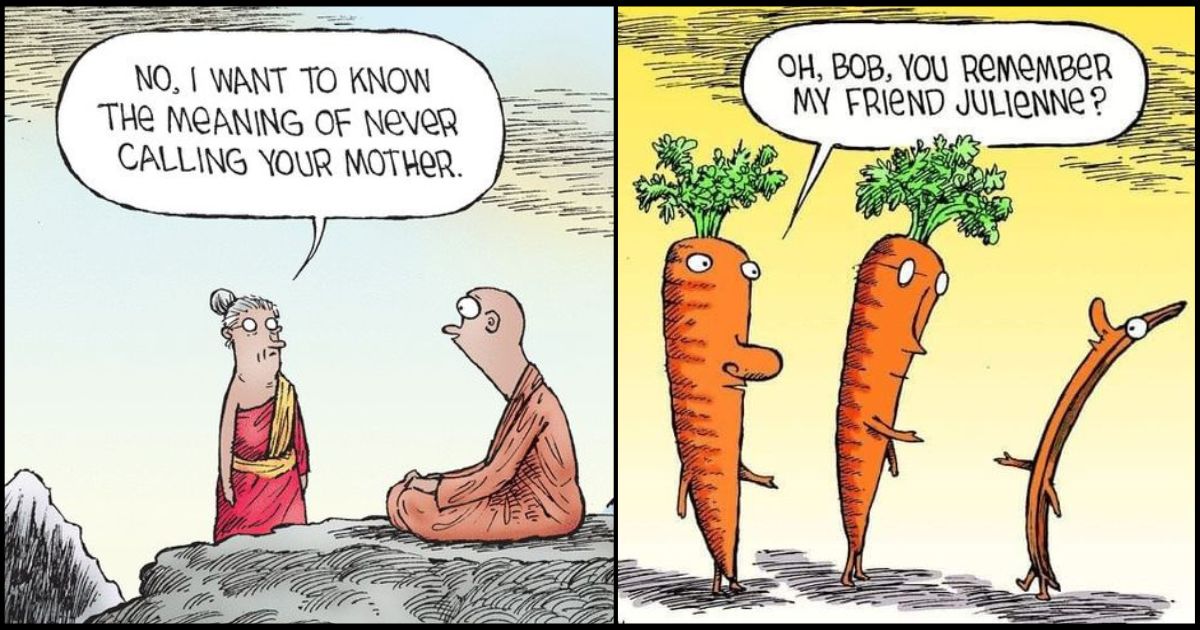 NO, I WANT TO KNOW
THE MEANING OF NEVER
CALLING YOUR MOTHER.
OH, BOB, YOU REMEMBER
MY FRIEND JULIENNE?